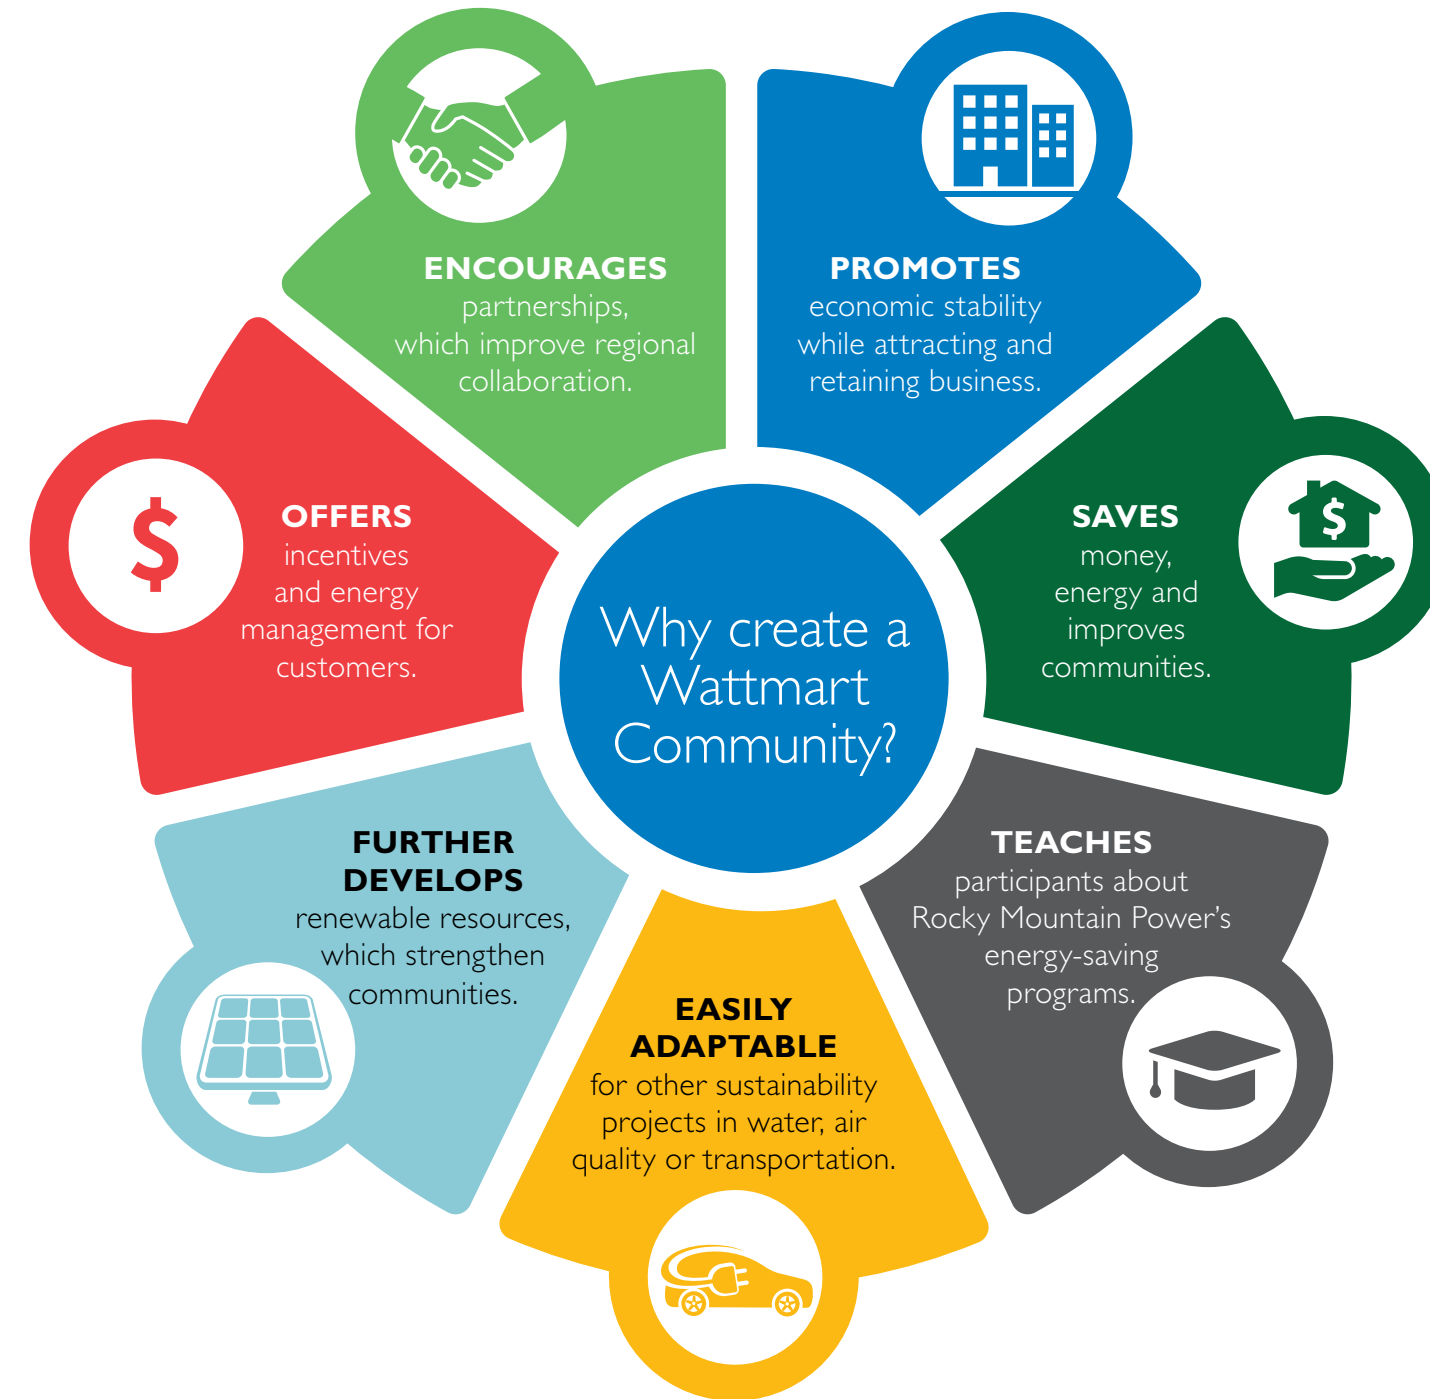 ENCOURAGES
partnerships,
which improve regional
collaboration.
PROMOTES
economic stability
while attracting and
retaining business.
OFFERS
incentives
and energy
management for
customers.
$
SAVES
money,
energy and
improves
communities.
$
Why create a
Wattmart
Community?
FURTHER
DEVELOPS
renewable resources,
which strengthen
communities.
TEACHES
participants about
Rocky Mountain Power’s
energy-saving
programs.
EASILY
ADAPTABLE
for other sustainability
projects in water, air
quality or transportation.